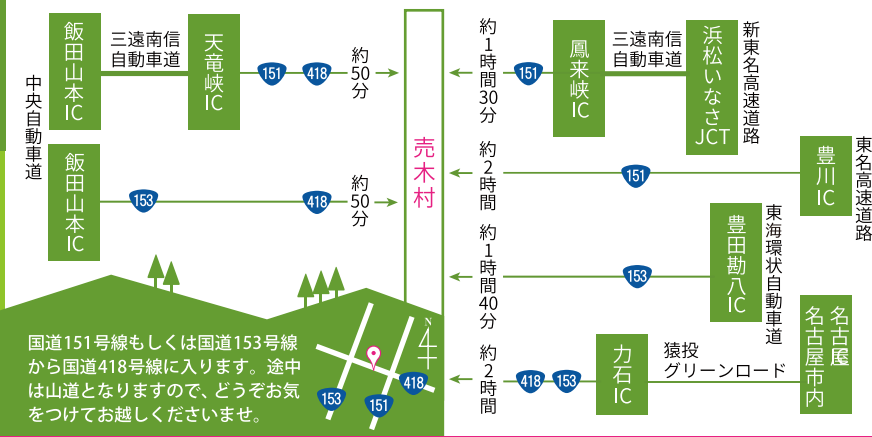 中央自動車道
飯田山本IC
三遠南信
自動車道
天竜峡IC
151
418
約50分
飯田山本IC
153
418
約50分
売木村
約1時間30分
151
鳳来峡IC
三遠南信
自動車道
浜松いなさJCT
新東名高速道路
約2時間
151
豊川IC
東名高速道路
約1時間40分
153
豊田勘八IC
東海環状自動車道
約2時間
418
153
力石IC
猿投
グリーンロード
名古屋
名古屋市内
国道151号線もしくは国道153号線
から国道418号線に入ります。途中
は山道となりますので、どうぞお気
をつけてお越しくださいませ。
N
153
151
418